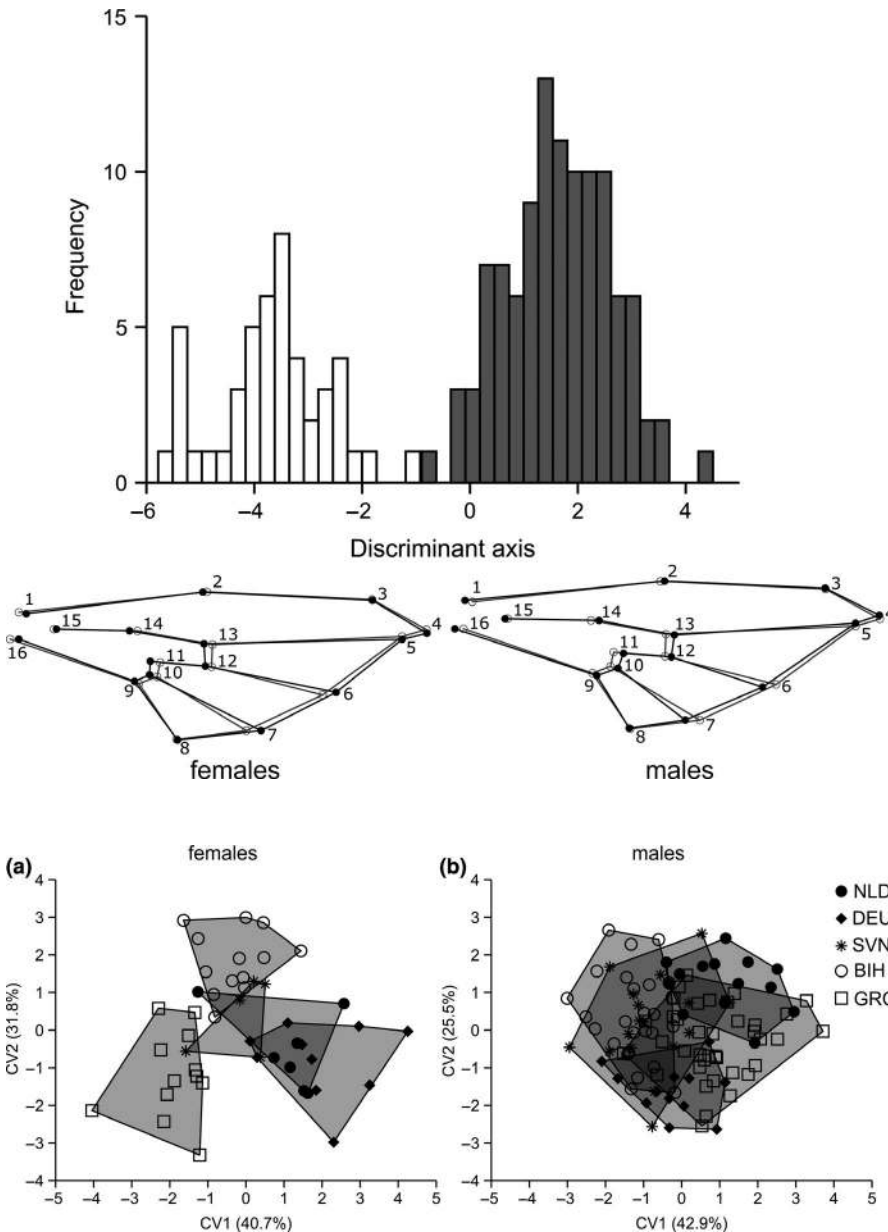 15
10
5
0
Frequency
−6 −4 −2 0 2 4
Discriminant axis
1 2 3 4 5 6 7 8 9 10 11 12 13 14 15 16
females
1 2 3 4 5 6 7 8 9 10 11 12 13 14 15 16
males
(a) females
4
3
2
1
0
−1
−2
−3
−4
CV2 (31.8%)
−5 −4 −3 −2 −1 0 1 2 3 4 5
CV1 (40.7%)
(b) males
4
3
2
1
0
−1
−2
−3
−4
CV2 (25.5%)
−5 −4 −3 −2 −1 0 1 2 3 4 5
CV1 (42.9%)
NLD
DEU
SVN
BIH
GRC